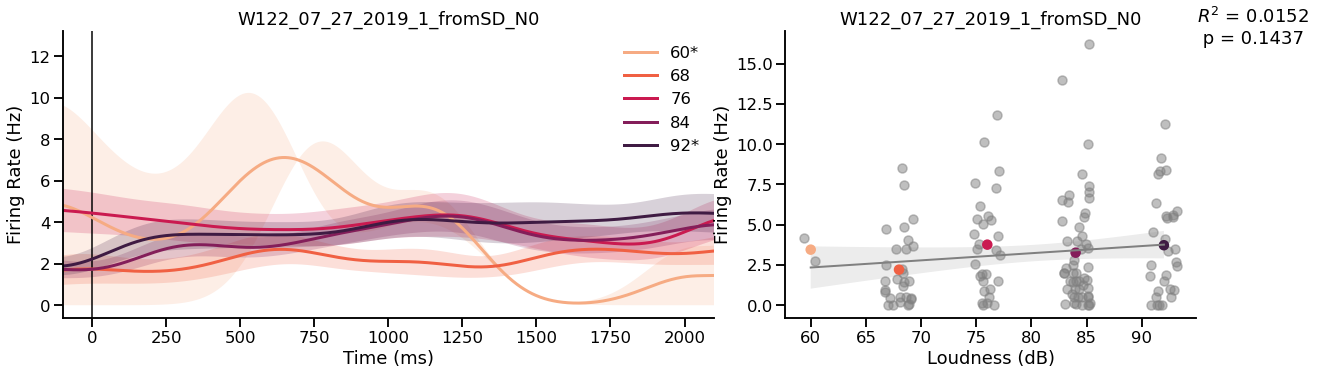 W122_07_27_2019_1_fromSD_N0
Firing Rate (Hz)
12
10
8
6
4
2
0
60*
68
76
84
92*
0 250 500 750 1000 1250 1500 1750 2000
Time (ms)
W122_07_27_2019_1_fromSD_N0
R² = 0.0152
p = 0.1437
Firing Rate (Hz)
15.0
12.5
10.0
7.5
5.0
2.5
0.0
60 65 70 75 80 85 90
Loudness (dB)